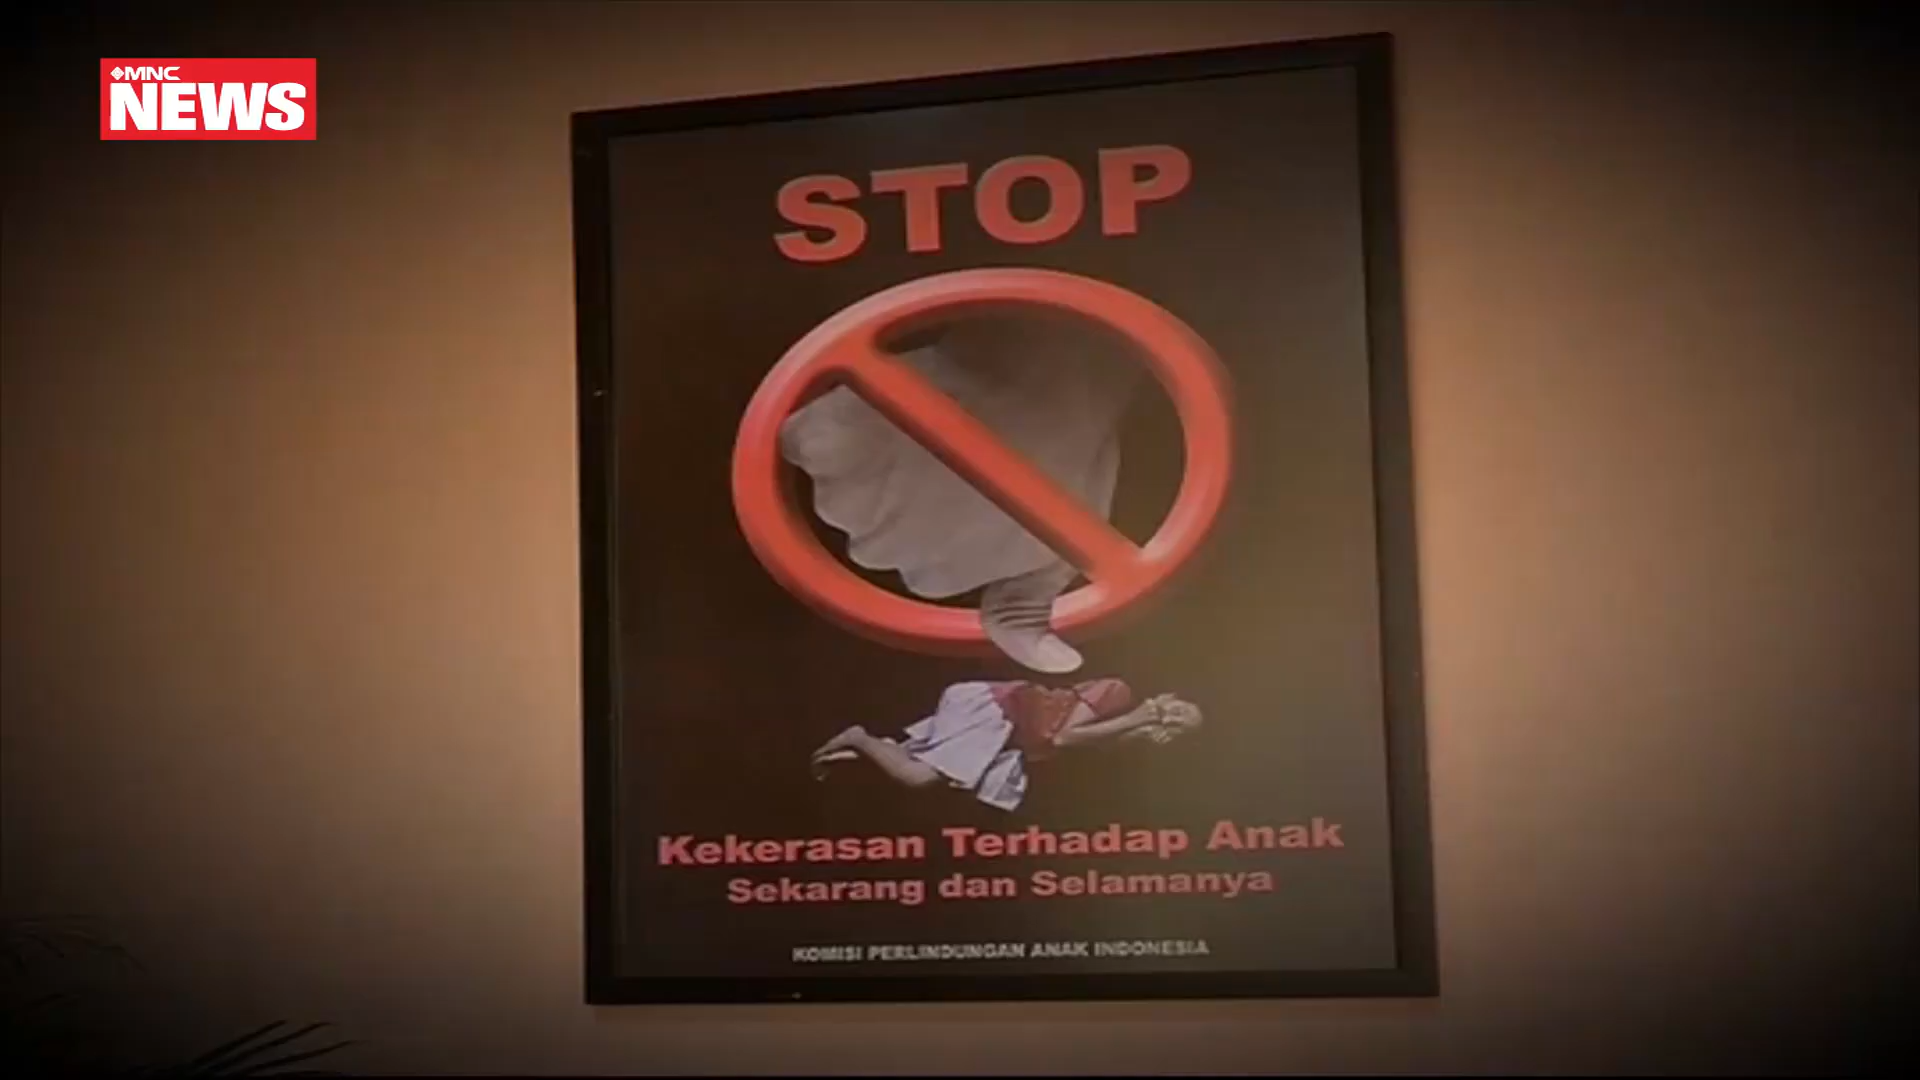 MNC
NEWS
STOP
Kekerasan Terhadap Anak
Sekarang dan Selamanya
KOMISI PERLINDUNGAN ANAK INDONESIA